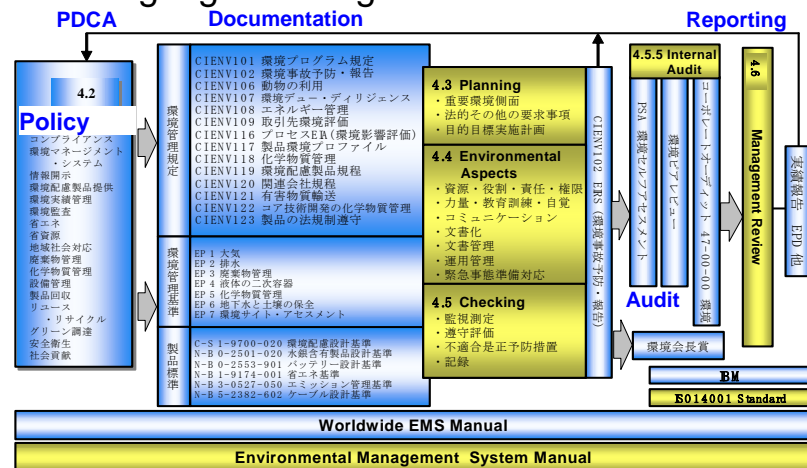 PDCA
Documentation
Reporting
4.2
Policy
コンプライアンス
環境マネージメント
・システム
情報開示
環境配慮製品提供
環境実績管理
環境監査
省エネ
省資源
地域社会対応
廃棄物管理
化学物質管理
設備管理
製品回収
リユース
・リサイクル
グリーン調達
安全衛生
社会貢献
環境管理規定
CIENV101 環境プログラム規定
CIENV102 環境事故予防・報告
CIENV106 動物の利用
CIENV107 環境デュー・ディリジェンス
CIENV108 エネルギー管理
CIENV109 取引先環境評価
CIENV116 プロセスEA(環境影響評価)
CIENV117 製品環境プロファイル
CIENV118 化学物質管理
CIENV119 環境配慮製品規程
CIENV120 関連会社規程
CIENV121 有害物質輸送
CIENV122 コア技術開発の化学物質管理
CIENV123 製品の法規制遵守
環境管理基準
EP 1 大気
EP 2 排水
EP 3 廃棄物管理
EP 4 液体の二次容器
EP 5 化学物質管理
EP 6 地下水と土壌の保全
EP 7 環境サイト・アセスメント
製品標準
C-S 1-9700-020 環境配慮設計基準
N-B 0-2501-020 水銀含有製品設計基準
N-B 0-2553-901 バッテリー設計基準
N-B 1-9174-001 省エネ基準
N-B 3-0527-050 エミッション管理基準
N-B 5-2382-602 ケーブル設計基準
4.3 Planning
・重要環境側面
・法的その他の要求事項
・目的目標実施計画
4.4 Environmental
Aspects
・資源・役割・責任・権限
・力量・教育訓練・自覚
・コミュニケーション
・文書化
・文書管理
・運用管理
・緊急事態準備対応
4.5 Checking
・監視測定
・遵守評価
・不適合是正予防措置
・記録
CIENV102 EMS (環境事故予防・報告)
4.5.5 Internal
Audit
PSA 環境セルフアセスメント
環境ピアレビュー
コーポレートオーディット 47-00-00 環境
Audit
4.6
Management Review
実績報告 EPD 他
環境会長賞
IBM
ISO14001 Standard
Worldwide EMS Manual
Environmental Management System Manual